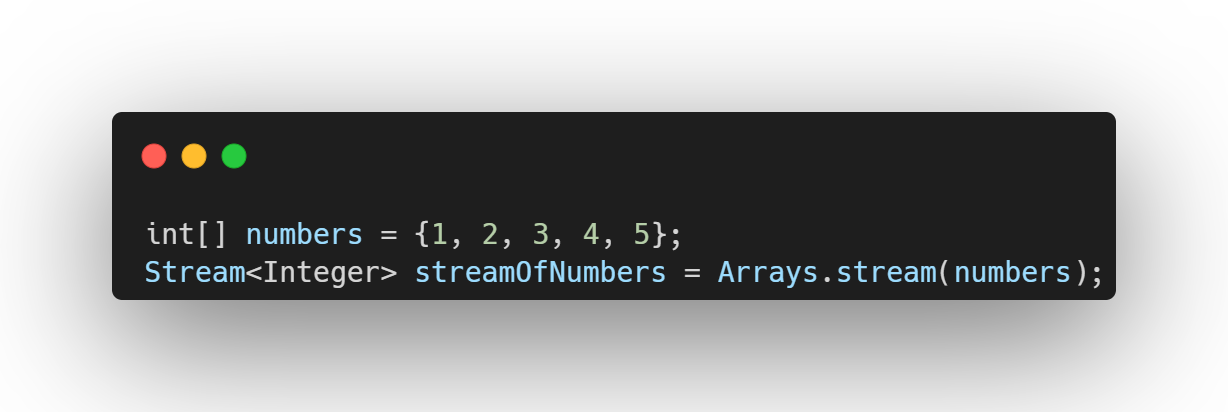 int[] numbers = {1, 2, 3, 4, 5};
Stream<Integer> streamOfNumbers = Arrays.stream(numbers);